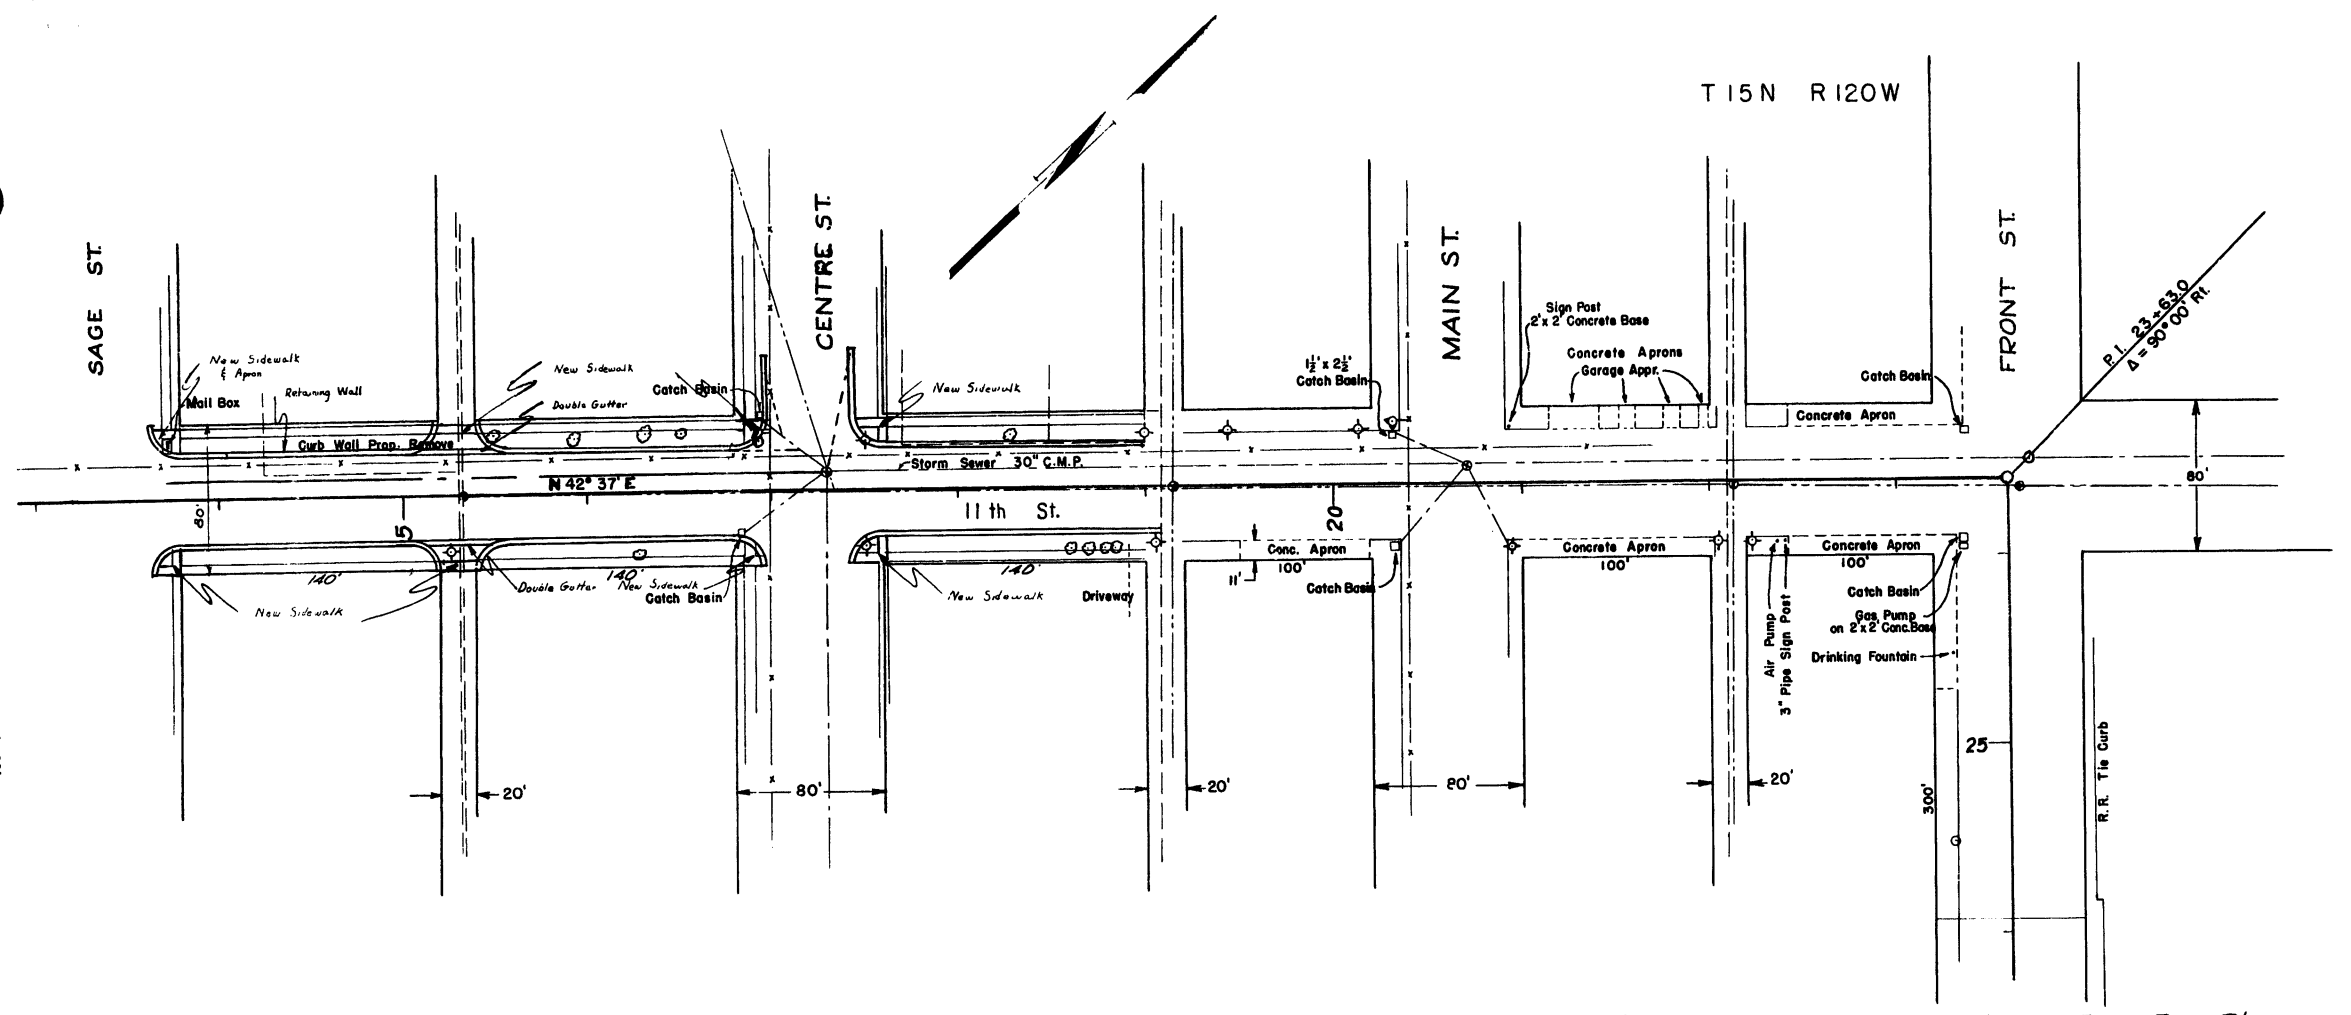 T 15 N R 120 W
SAGE ST.
CENTRE ST.
MAIN ST.
FRONT ST.
P. I. 23+63.0
Δ = 90° 00' Rt.
Sign Post
2' x 2' Concrete Base
Concrete Aprons
Garage Appr.
1½' x 2½'
Catch Basin
Catch Basin
Concrete Apron
New Sidewalk
& Apron
Mail Box
Retaining Wall
New Sidewalk
Double Gutter
Catch Basin
New Sidewalk
Curb Wall Prop. Remove
Storm Sewer 30" C.M.P.
N 42° 37' E
80'
5
11 th St.
20
80'
140'
140'
140'
New Sidewalk
Double Gutter
New Sidewalk
Catch Basin
New Sidewalk
Driveway
11'
Conc. Apron
100'
Catch Basin
Concrete Apron
100'
Concrete Apron
100'
Air Pump
3" Pipe Sign Post
Catch Basin
Gas Pump
on 2'x2' Conc. Base
Drinking Fountain
25
300'
R.R. Tie Curb
20'
80'
20'
80'
20'